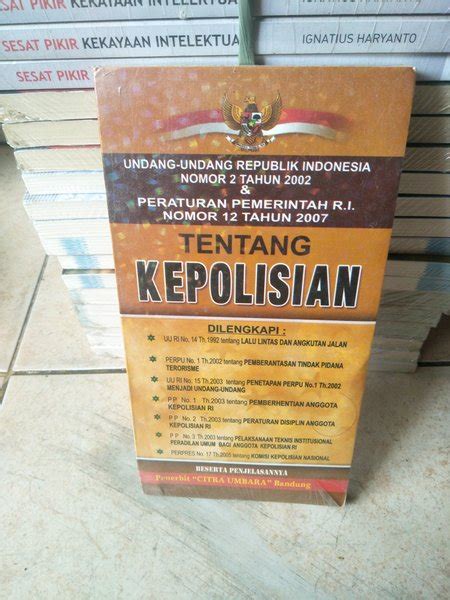 SESAT PIKIR KEKAYAAN INTELEKTUA
IGNATIUS HARYANTO
SESAT PIKIR KEKAYAAN INTELEKTUA
IGNATIUS HARYANTO
SESAT PIKIR KEKAYAAN INTELEKTUA
UNDANG-UNDANG REPUBLIK INDONESIA
NOMOR 2 TAHUN 2002
&
PERATURAN PEMERINTAH R.I.
NOMOR 12 TAHUN 2007
TENTANG
KEPOLISIAN
DILENGKAPI :
UU RI No. 14 Th.1992 tentang LALU LINTAS DAN ANGKUTAN JALAN
PERPU No.1 Th.2002 tentang PEMBERANTASAN TINDAK PIDANA
TERORISME
UU RI No. 15 Th.2003 tentang PENETAPAN PERPU No.1 Th.2002
MENJADI UNDANG-UNDANG
PP No. 1 Th.2003 tentang PEMBERHENTIAN ANGGOTA
KEPOLISIAN RI
PP No. 2 Th.2003 tentang PERATURAN DISIPLIN ANGGOTA
KEPOLISIAN RI
PP No. 3 Th.2003 tentang PELAKSANAAN TEKNIS INSTITUSIONAL
PERADILAN UMUM BAGI ANGGOTA KEPOLISIAN RI
PERPRES No. 17 Th.2005 tentang KOMISI KEPOLISIAN NASIONAL
BESERTA PENJELASANNYA
Penerbit "CITRA UMBARA" Bandung